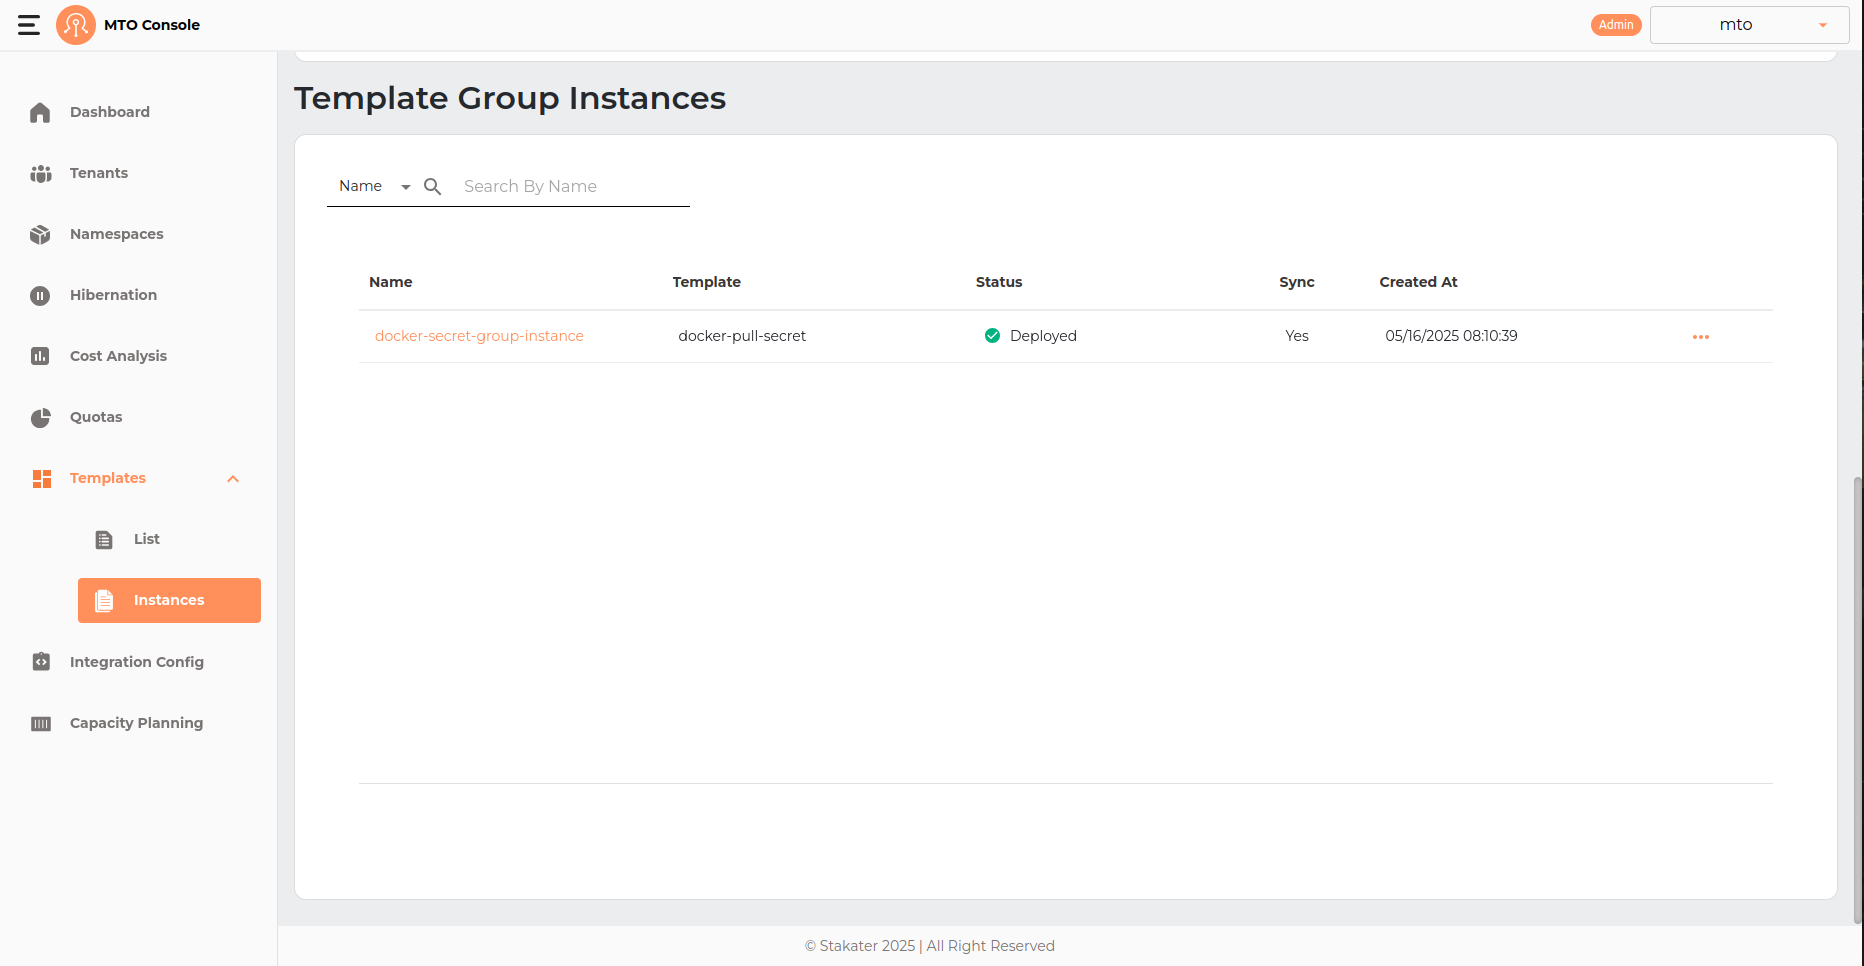 MTO Console
Admin
mto
Dashboard
Tenants
Namespaces
Hibernation
Cost Analysis
Quotas
Templates
List
Instances
Integration Config
Capacity Planning
Template Group Instances
Name Search By Name
Name Template Status Sync Created At
docker-secret-group-instance docker-pull-secret Deployed Yes 05/16/2025 08:10:39
© Stakater 2025 | All Right Reserved